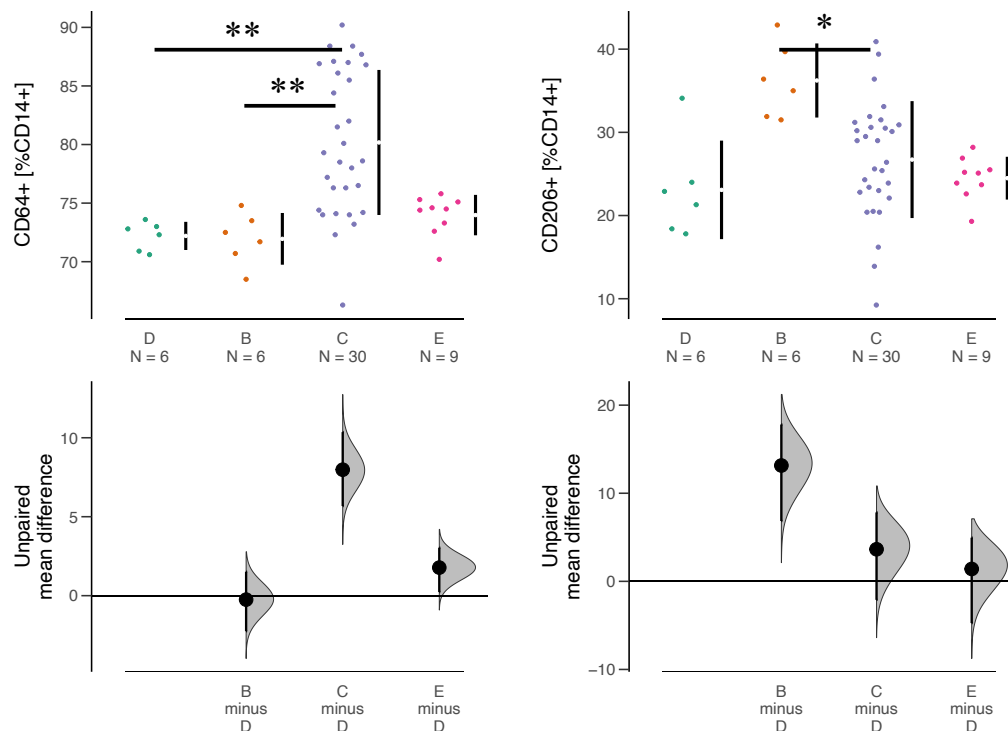 CD64+ [%CD14+]
90
85
80
75
70
**
**
D
N = 6
B
N = 6
C
N = 30
E
N = 9
CD206+ [%CD14+]
40
30
20
10
*
D
N = 6
B
N = 6
C
N = 30
E
N = 9
Unpaired
mean difference
10
5
0
B
minus
D
C
minus
D
E
minus
D
Unpaired
mean difference
20
10
0
−10
B
minus
D
C
minus
D
E
minus
D